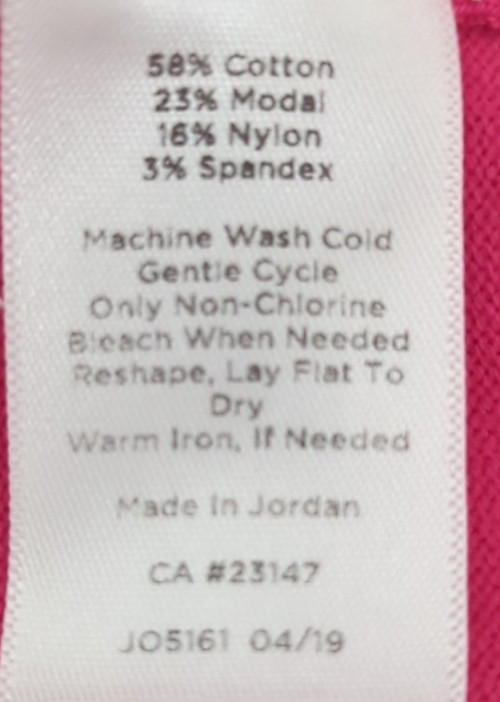 58% Cotton
23% Modal
16% Nylon
3% Spandex
Machine Wash Cold
Gentle Cycle
Only Non-Chlorine
Bleach When Needed
Reshape, Lay Flat To
Dry
Warm Iron, If Needed
Made In Jordan
CA #23147
JO5161 04/19